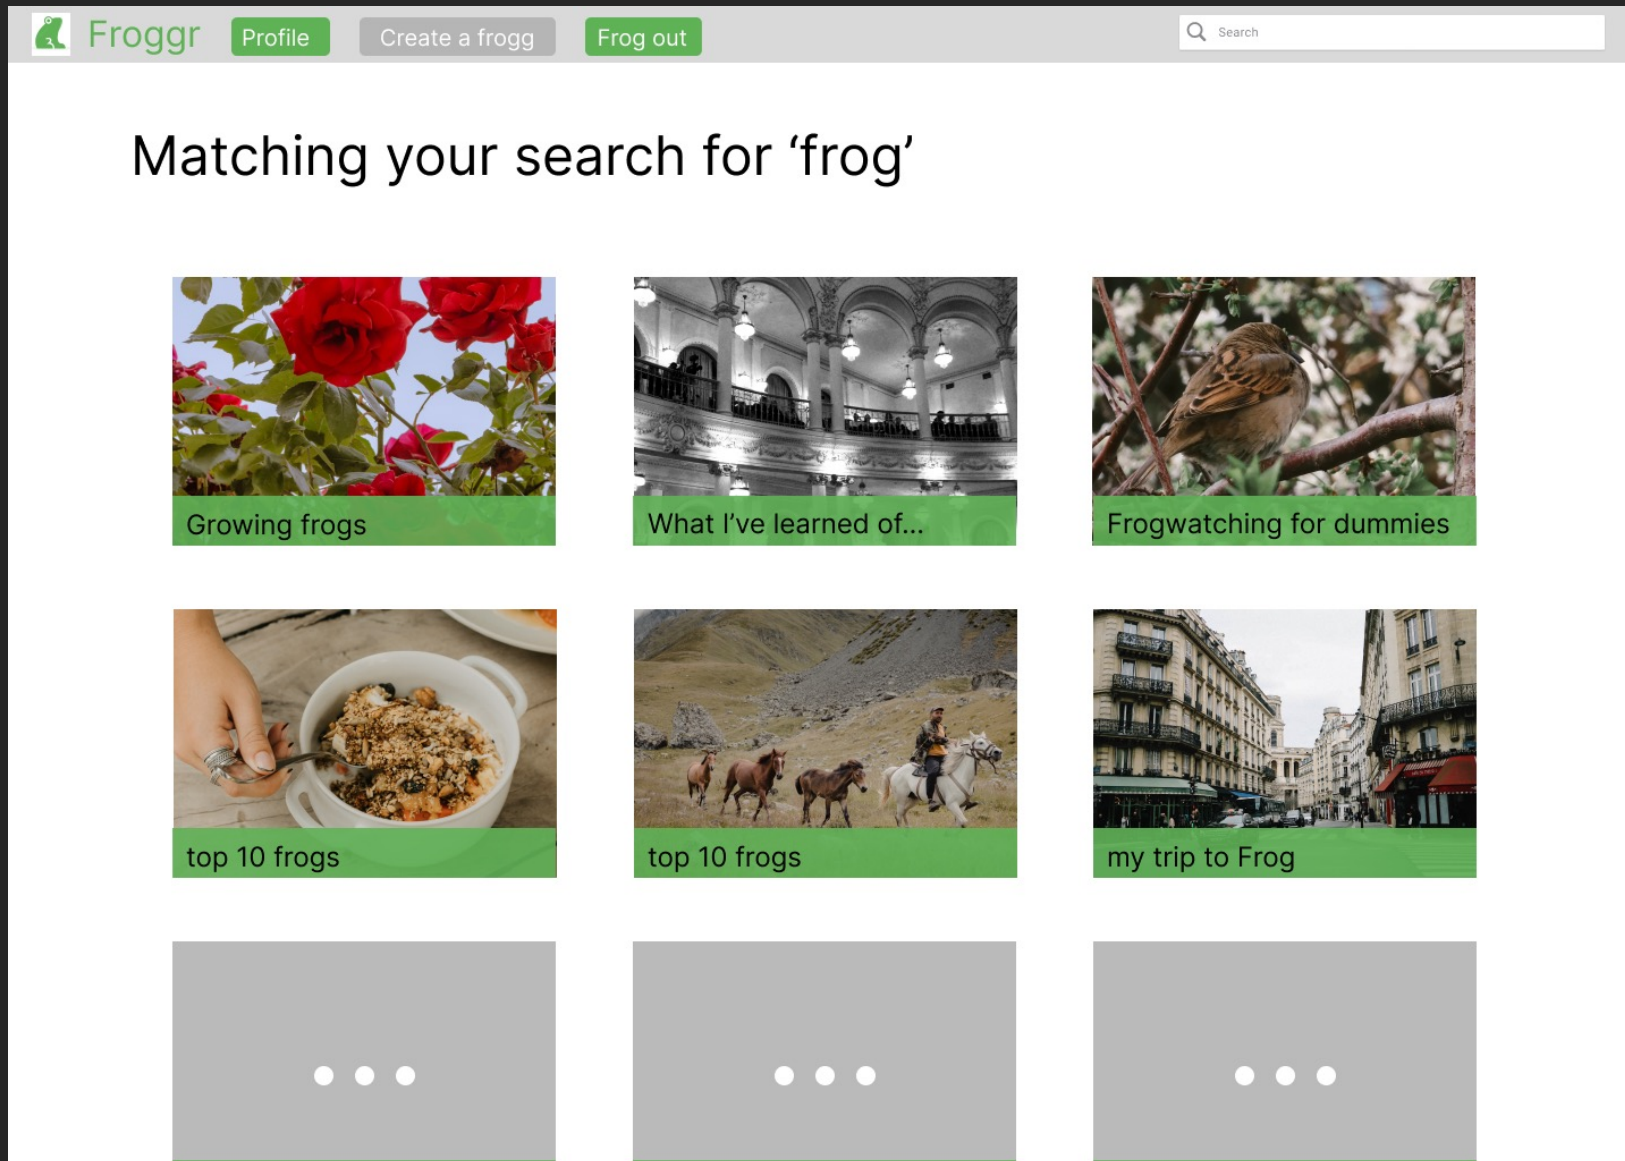 Froggr
Profile
Create a frogg
Frog out
Search
Matching your search for ‘frog’
Growing frogs
What I’ve learned of...
Frogwatching for dummies
top 10 frogs
top 10 frogs
my trip to Frog